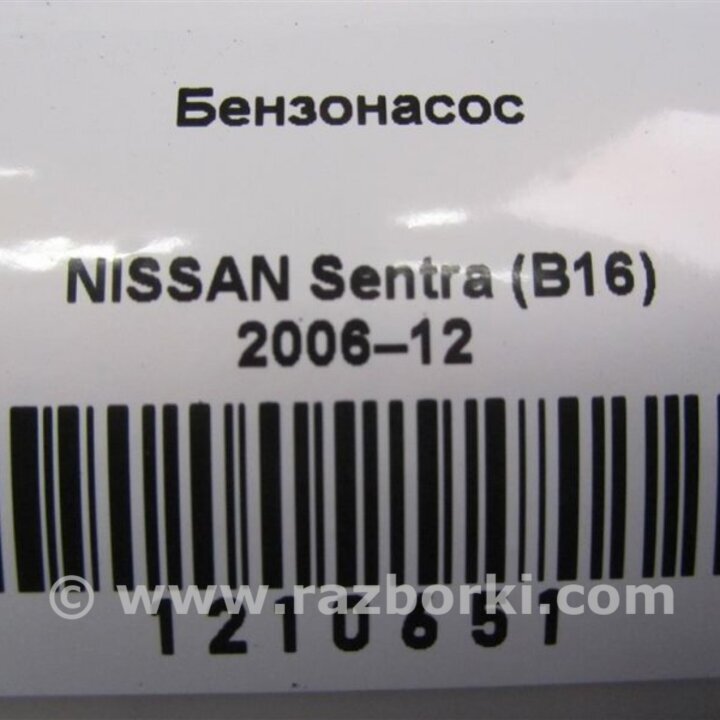 Бензонасос
NISSAN Sentra (B16)
2006–12
© www.razborki.com
1210651